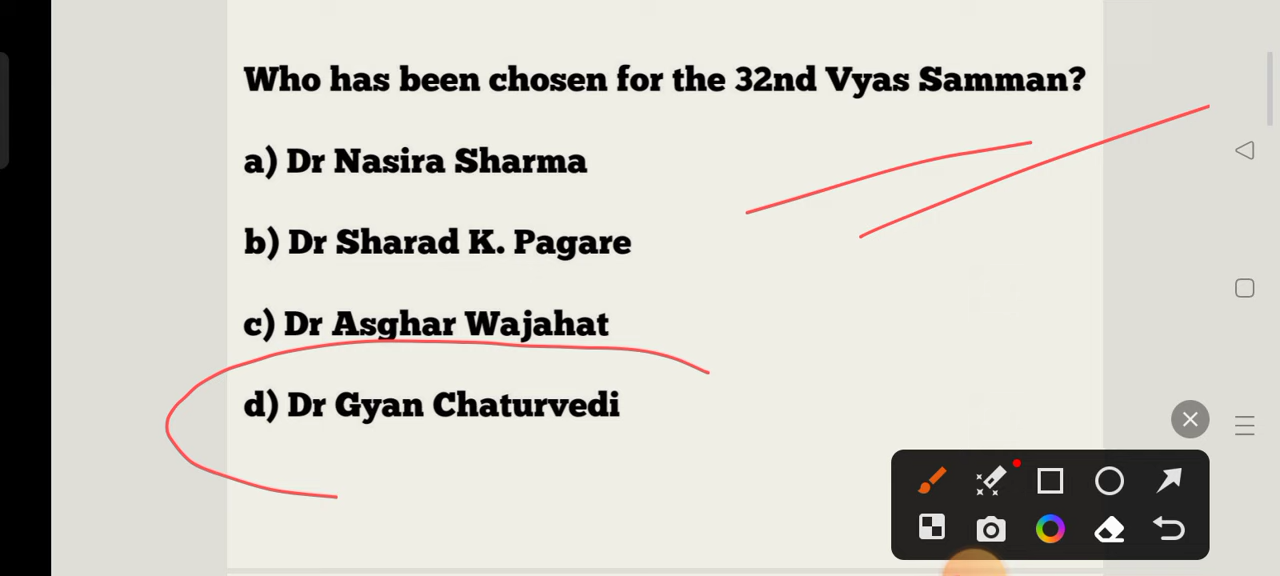 Who has been chosen for the 32nd Vyas Samman?
a) Dr Nasira Sharma
b) Dr Sharad K. Pagare
c) Dr Asghar Wajahat
d) Dr Gyan Chaturvedi